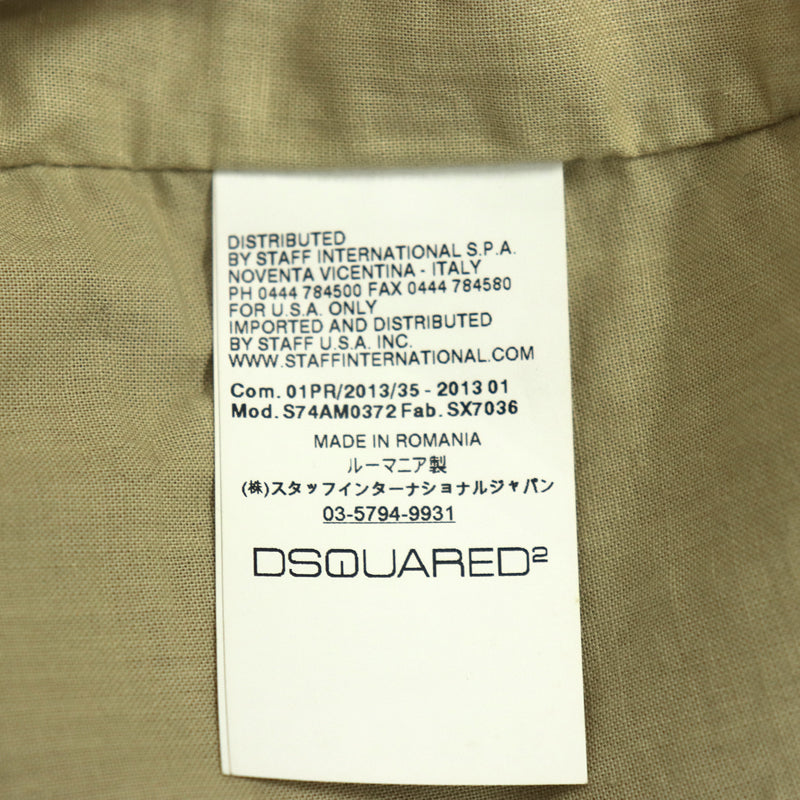 DISTRIBUTED
BY STAFF INTERNATIONAL S.P.A.
NOVENTA VICENTINA - ITALY
PH 0444 784500 FAX 0444 784580
FOR U.S.A. ONLY
IMPORTED AND DISTRIBUTED
BY STAFF U.S.A. INC.
WWW.STAFFINTERNATIONAL.COM
Com. 01PR/2013/35 - 2013 01
Mod. S74AM0372 Fab. SX7036
MADE IN ROMANIA
ルーマニア製
(株)スタッフインターナショナルジャパン
03-5794-9931
DSQUARED²